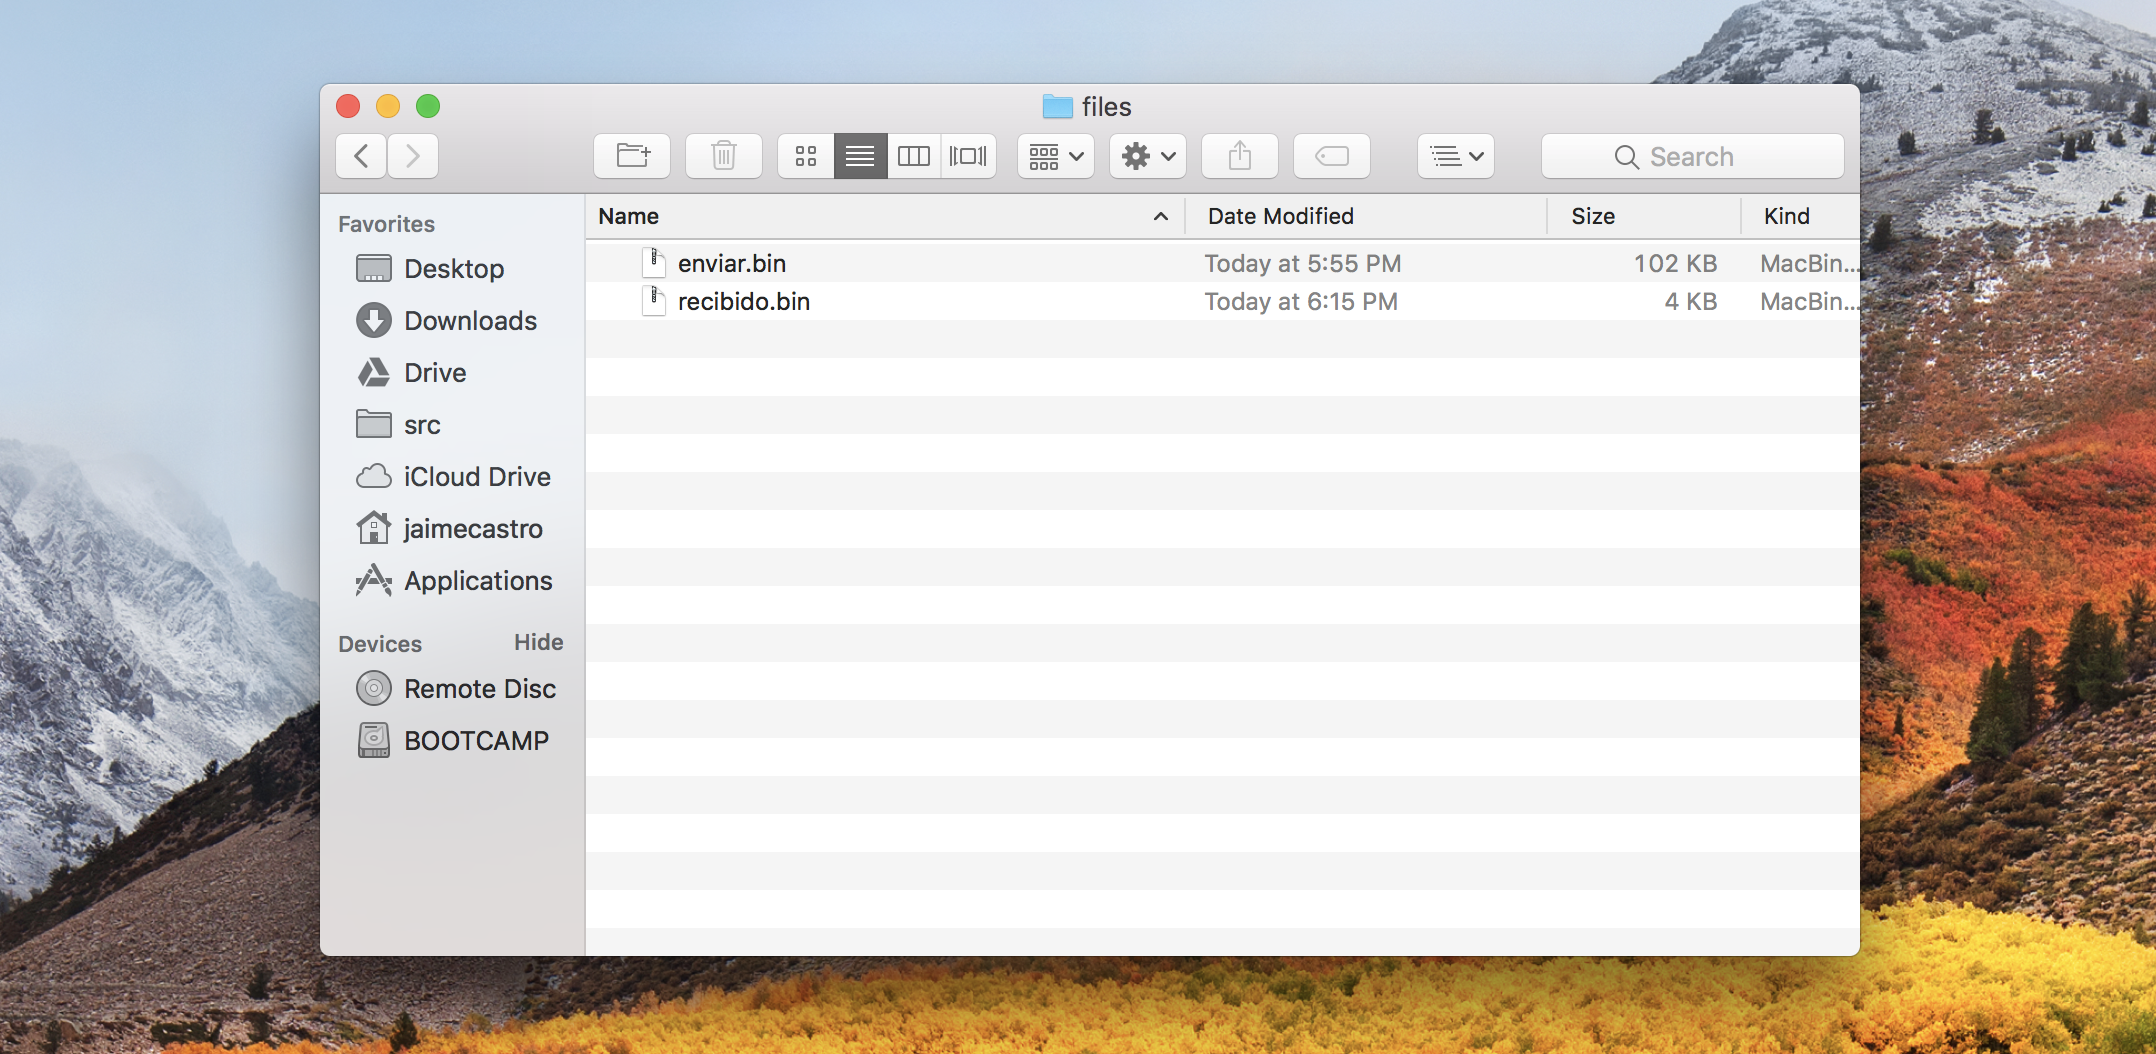 files
Search
Favorites
Desktop
Downloads
Drive
src
iCloud Drive
jaimecastro
Applications
Devices Hide
Remote Disc
BOOTCAMP
Name Date Modified Size Kind
enviar.bin Today at 5:55 PM 102 KB MacBin...
recibido.bin Today at 6:15 PM 4 KB MacBin...